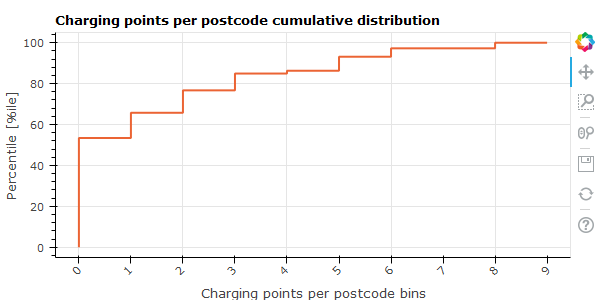 Charging points per postcode cumulative distribution
Percentile [%ile]
100
80
60
40
20
0
0 1 2 3 4 5 6 7 8 9
Charging points per postcode bins